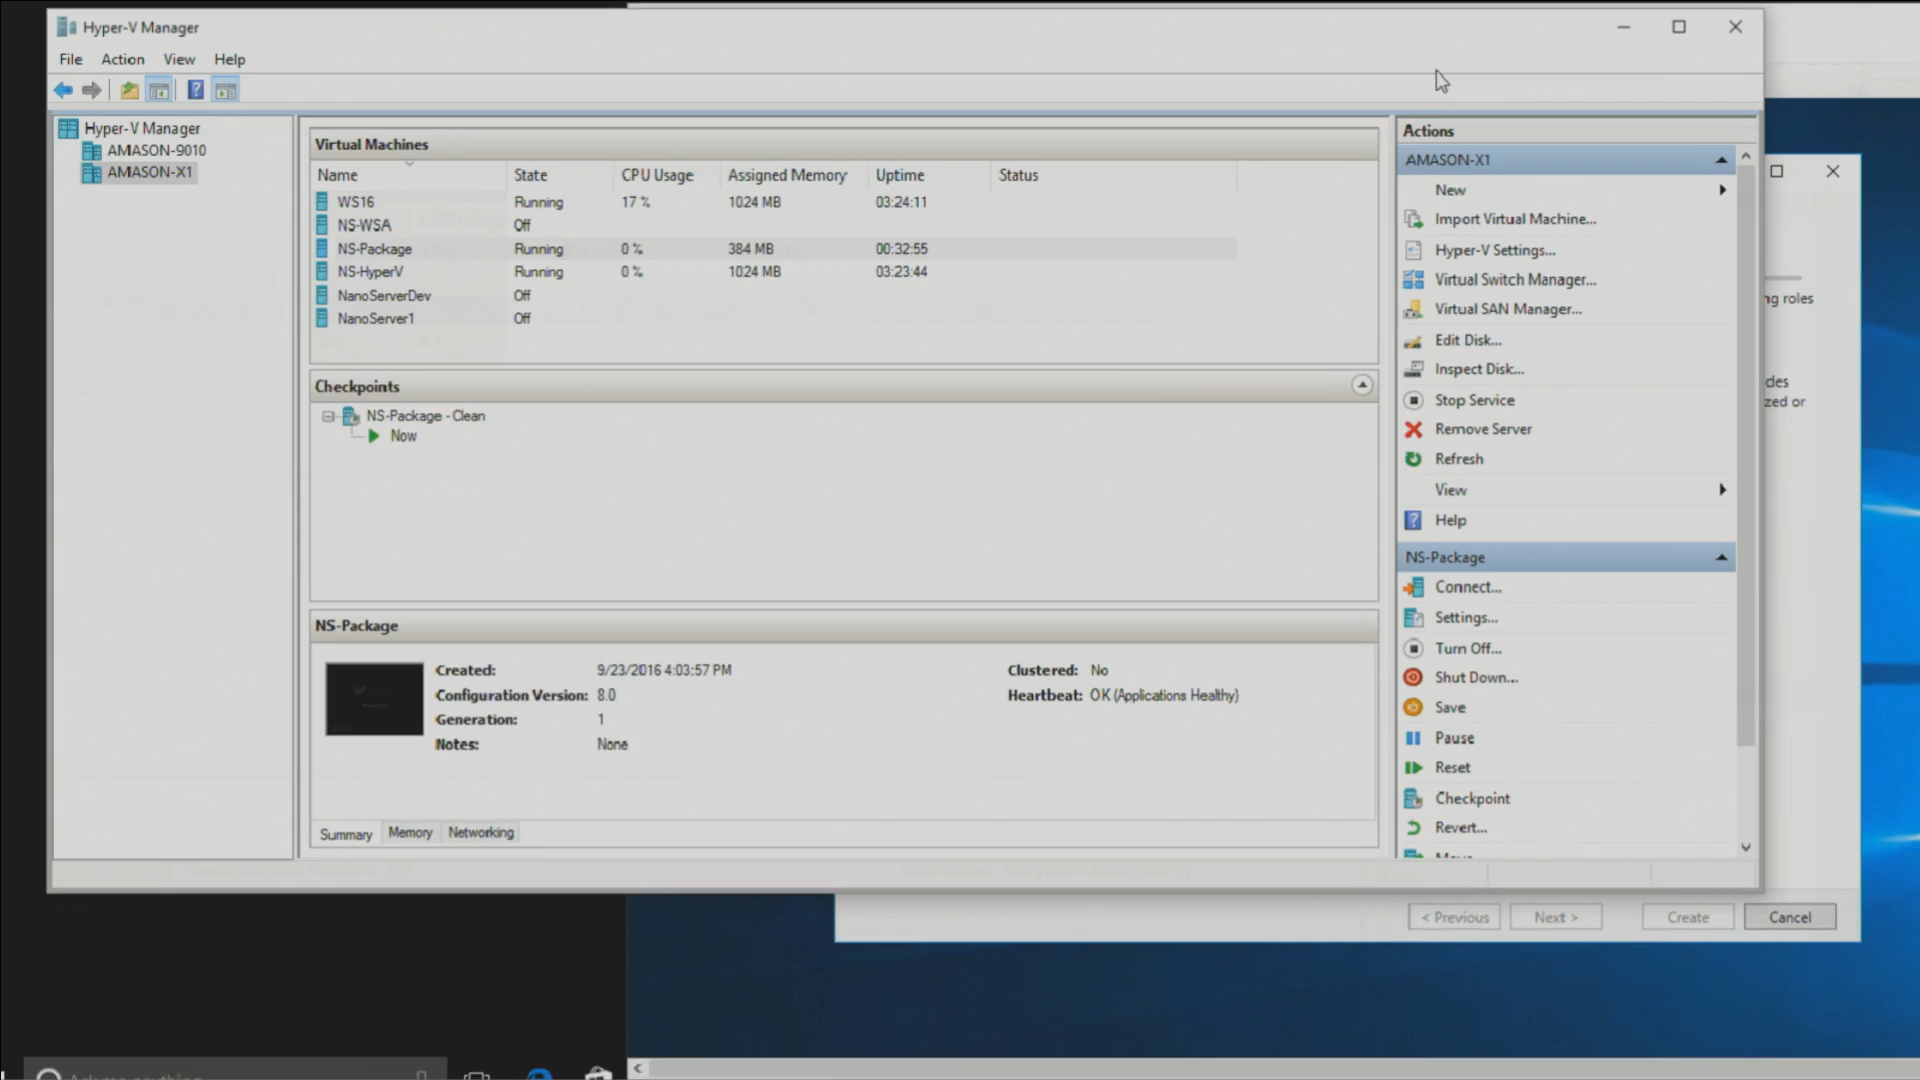 Hyper-V Manager
File Action View Help
Hyper-V Manager
AMASON-9010
AMASON-X1
Virtual Machines
Name State CPU Usage Assigned Memory Uptime Status
WS16 Running 17 % 1024 MB 03:24:11
NS-WSA Off
NS-Package Running 0 % 384 MB 00:32:55
NS-HyperV Running 0 % 1024 MB 03:23:44
NanoServerDev Off
NanoServer1 Off
Checkpoints
NS-Package - Clean
Now
NS-Package
Created: 9/23/2016 4:03:57 PM Clustered: No
Configuration Version: 8.0 Heartbeat: OK (Applications Healthy)
Generation: 1
Notes: None
Summary Memory Networking
Actions
AMASON-X1
New
Import Virtual Machine...
Hyper-V Settings...
Virtual Switch Manager...
Virtual SAN Manager...
Edit Disk...
Inspect Disk...
Stop Service
Remove Server
Refresh
View
Help
NS-Package
Connect...
Settings...
Turn Off...
Shut Down...
Save
Pause
Reset
Checkpoint
Revert...
ng roles
des
zed or
< Previous Next > Create Cancel